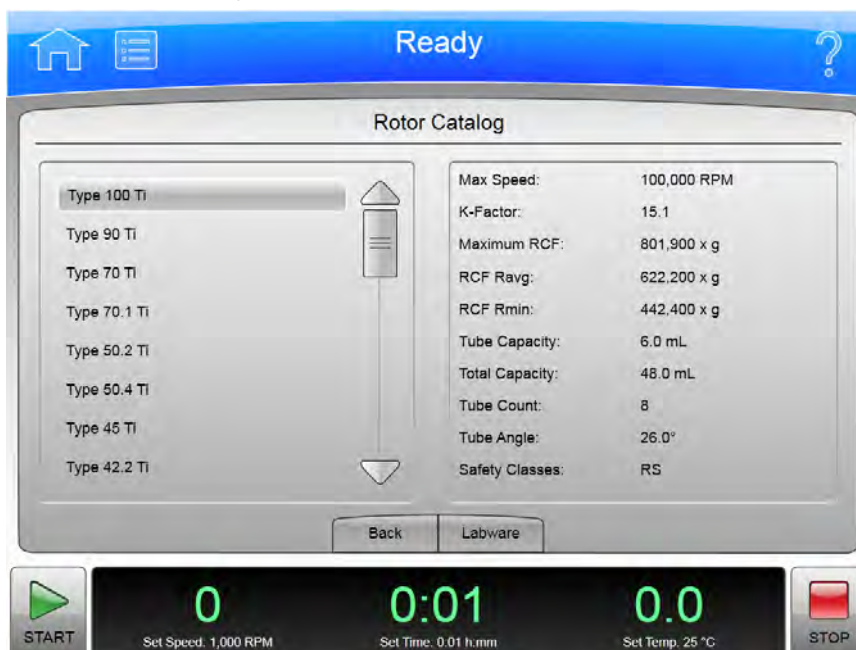 Ready
Rotor Catalog
Type 100 Ti
Type 90 Ti
Type 70 Ti
Type 70.1 Ti
Type 50.2 Ti
Type 50.4 Ti
Type 45 Ti
Type 42.2 Ti
Max Speed: 100,000 RPM
K-Factor: 15.1
Maximum RCF: 801,900 x g
RCF Ravg: 622,200 x g
RCF Rmin: 442,400 x g
Tube Capacity: 6.0 mL
Total Capacity: 48.0 mL
Tube Count: 8
Tube Angle: 26.0°
Safety Classes: RS
Back Labware
START
0
Set Speed. 1,000 RPM
0:01
Set Time. 0:01 h:mm
0.0
Set Temp. 25 °C
STOP